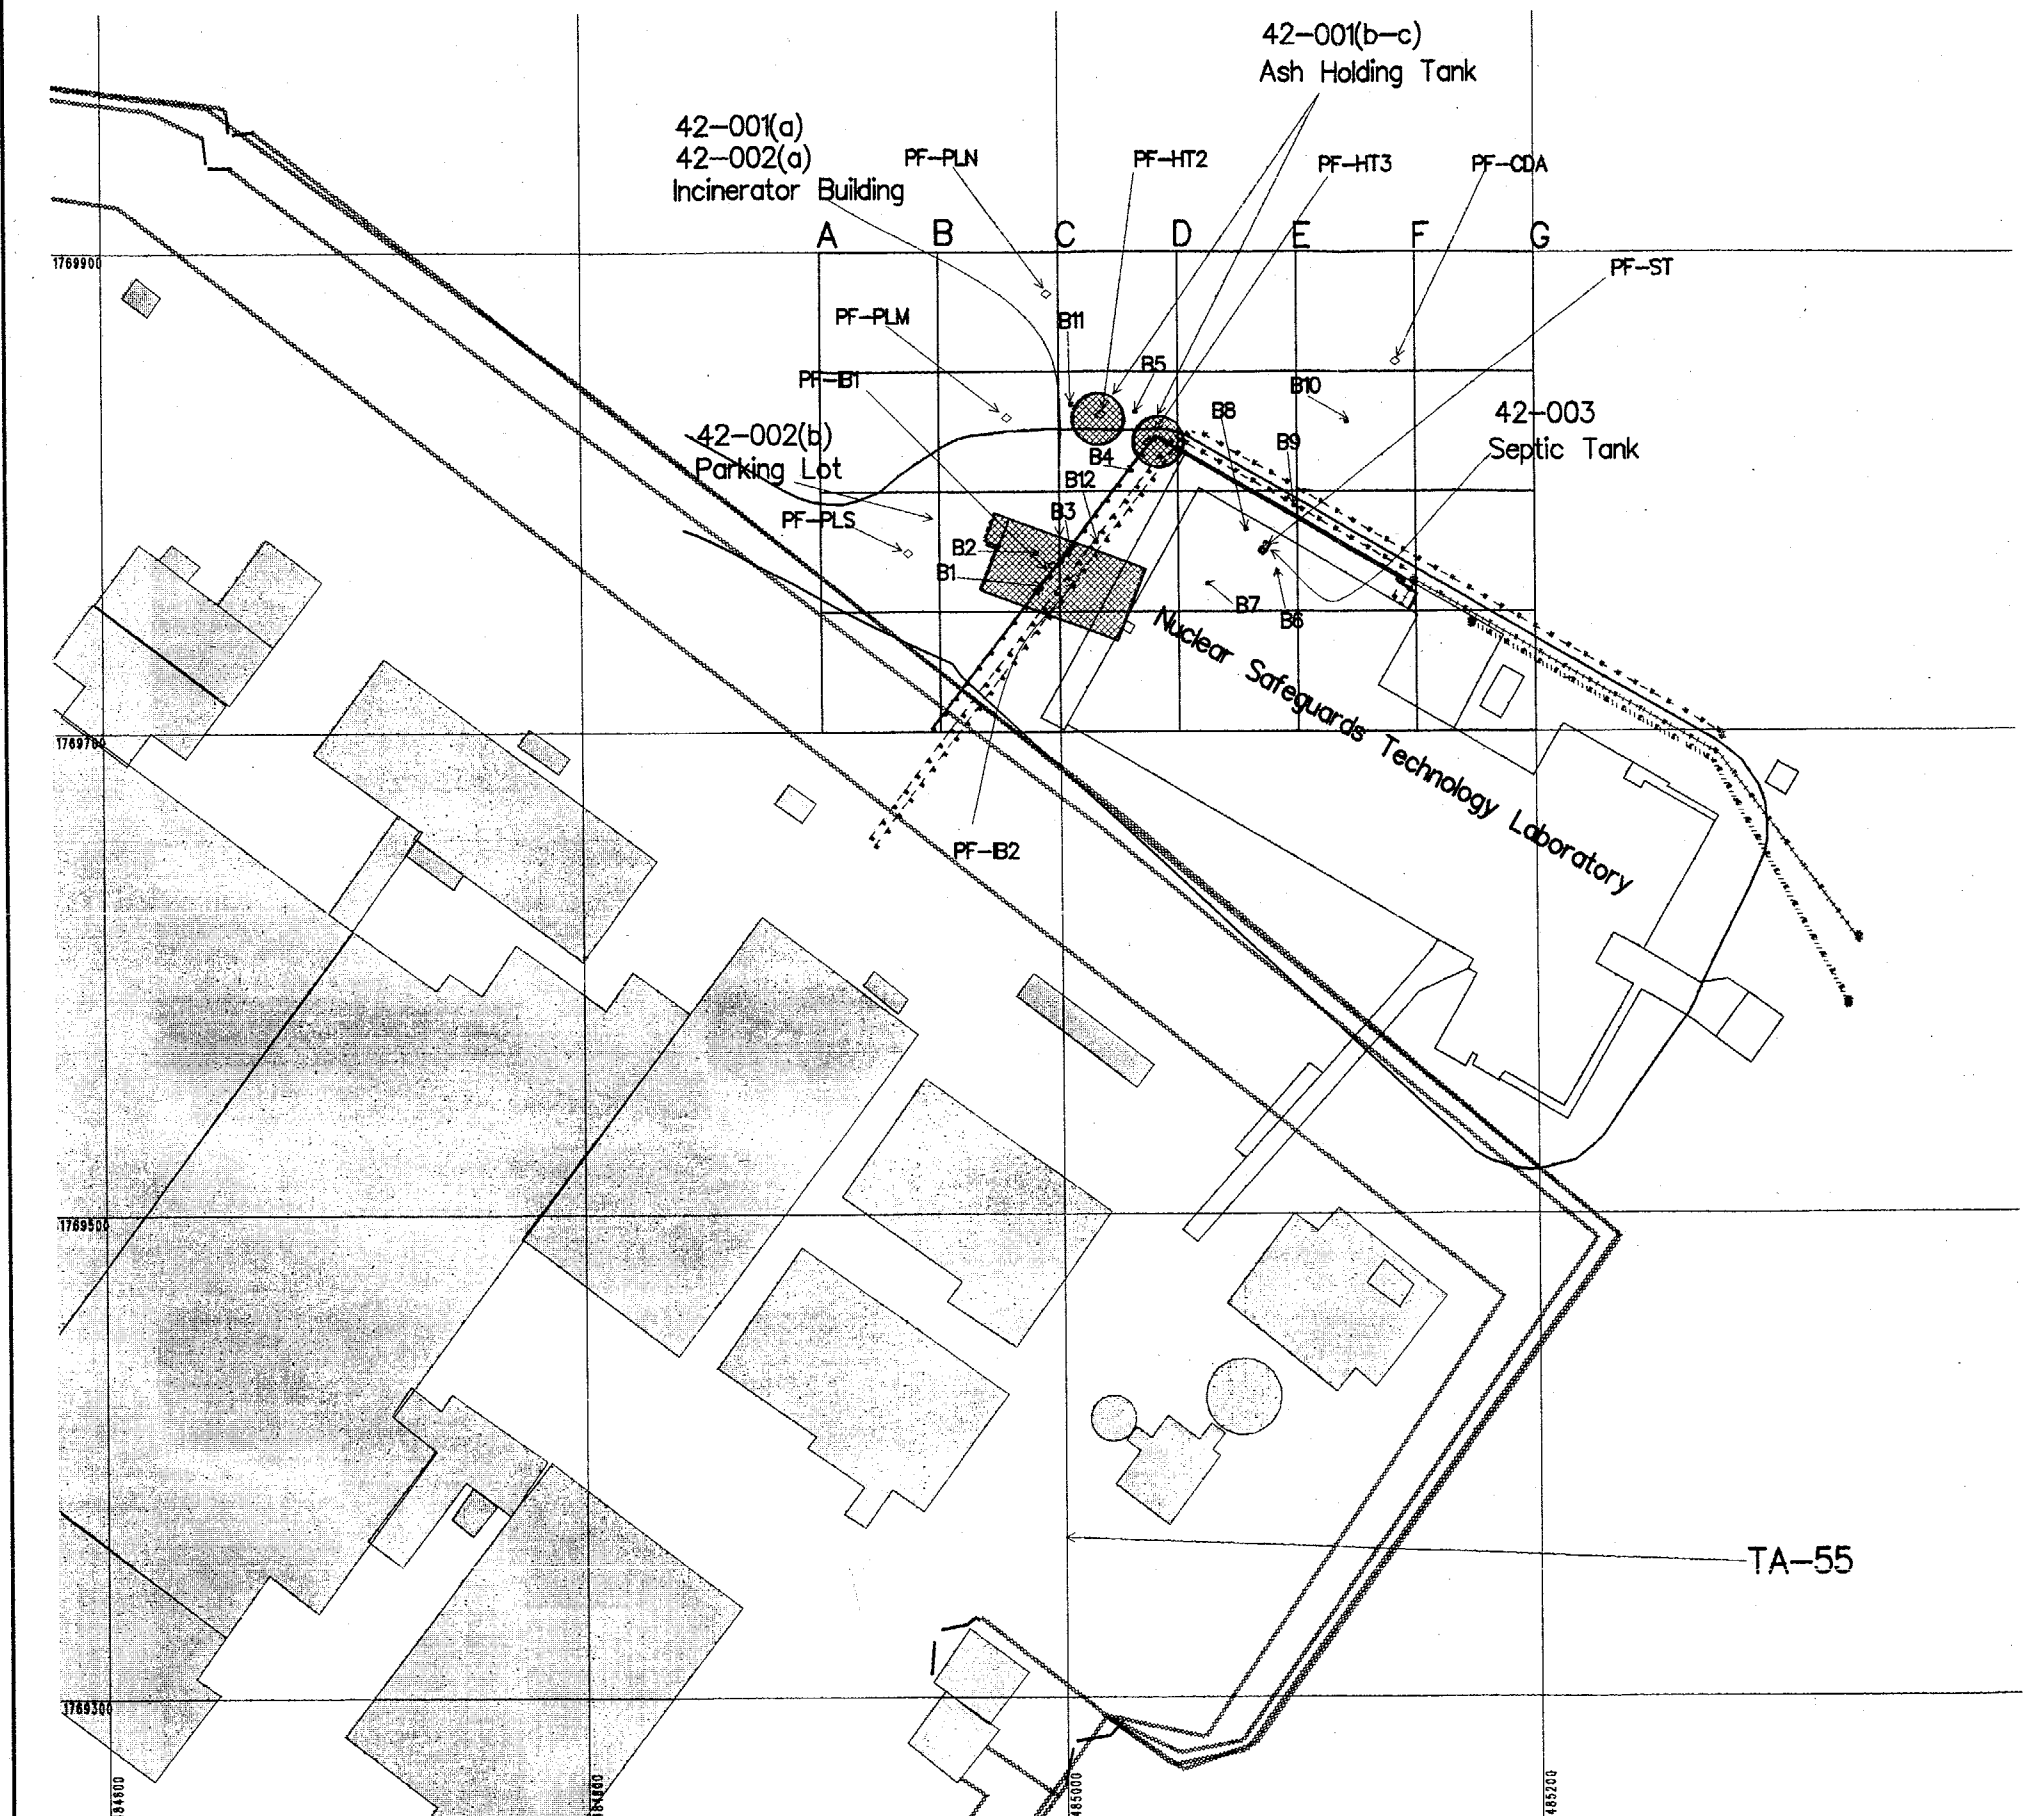 42-001(b-c)
Ash Holding Tank
42-001(a)
42-002(a)
Incinerator Building
PF-PLN
PF-HT2
PF-HT3
PF-CDA
A B C D E F G
1769900
PF-ST
PF-PLM
B11
B5
PF-IB1
B10
B8
42-003
Septic Tank
42-002(b)
Parking Lot
B9
B4
B12
B3
PF-PLS
B2
B1
B7
B6
Nuclear Safeguards Technology Laboratory
1769700
PF-IB2
1769500
TA-55
1769300
485000
485200